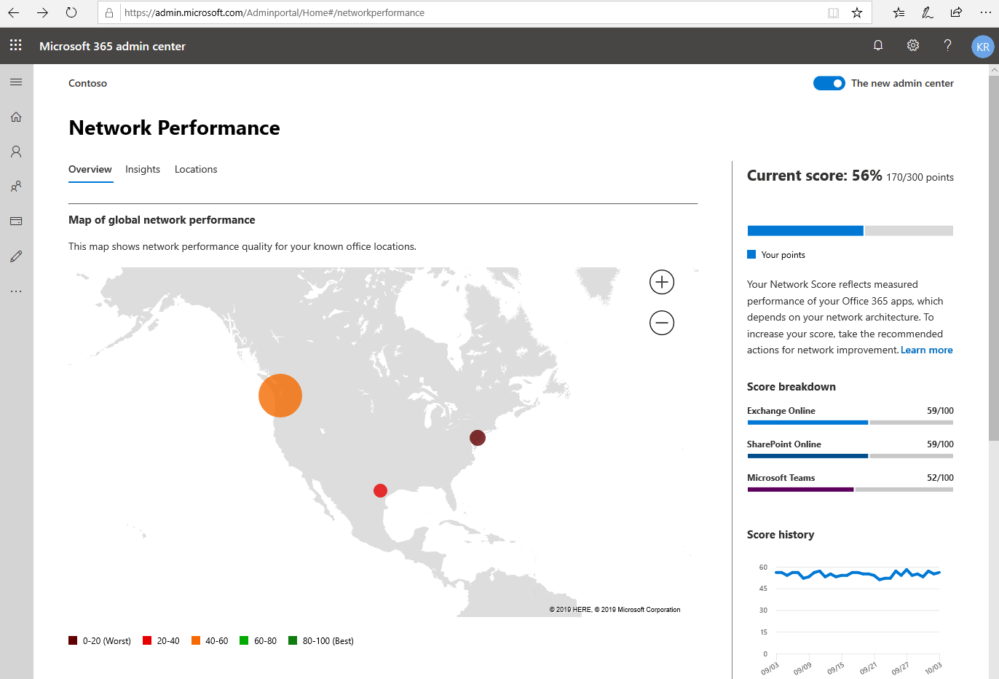 https://admin.microsoft.com/Adminportal/Home#/networkperformance
Microsoft 365 admin center
KR
Contoso
The new admin center
Network Performance
Overview
Insights
Locations
Map of global network performance
This map shows network performance quality for your known office locations.
© 2019 HERE, © 2019 Microsoft Corporation
0-20 (Worst)
20-40
40-60
60-80
80-100 (Best)
Current score: 56% 170/300 points
Your points
Your Network Score reflects measured
performance of your Office 365 apps, which
depends on your network architecture. To
increase your score, take the recommended
actions for network improvement. Learn more
Score breakdown
Exchange Online 59/100
SharePoint Online 59/100
Microsoft Teams 52/100
Score history
60
45
30
15
0
09/03 09/09 09/15 09/21 09/27 10/03